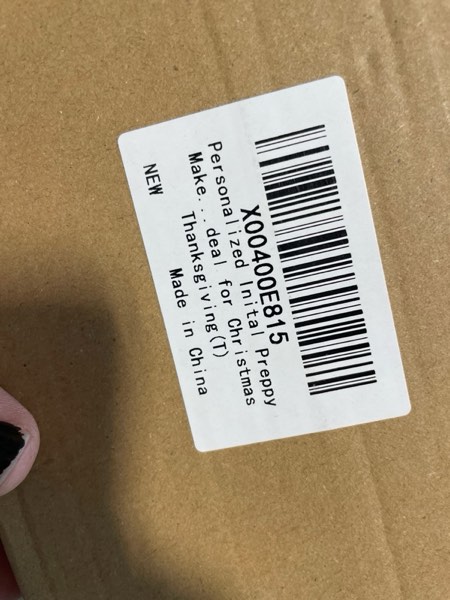 X00400E815
Personalized Inital Preppy
Make...deal for Christmas
Thanksgiving(T)
Made in China
NEW